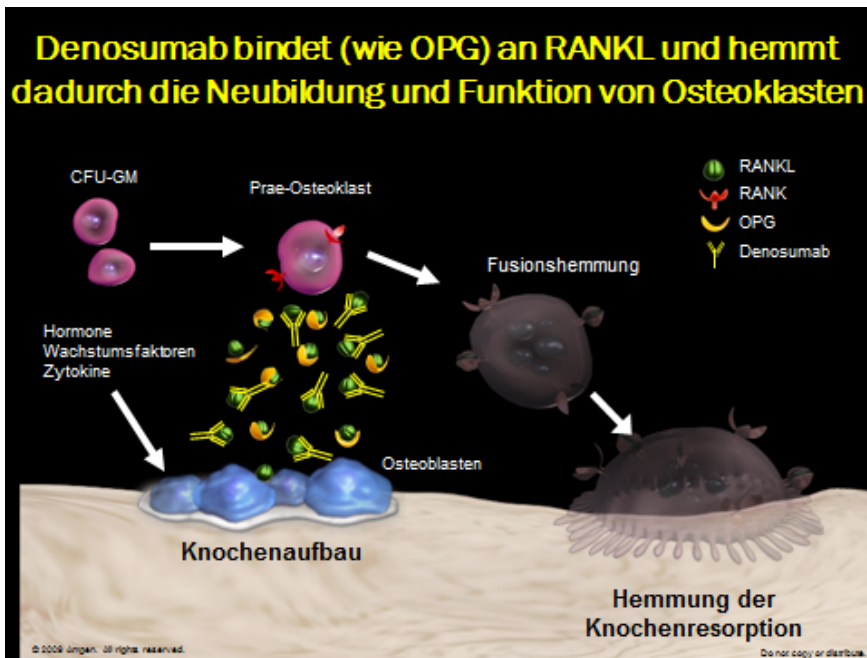 Denosumab bindet (wie OPG) an RANKL und hemmt
dadurch die Neubildung und Funktion von Osteoklasten
CFU-GM
Prae-Osteoklast
RANKL
RANK
OPG
Denosumab
Fusionshemmung
Hormone
Wachstumsfaktoren
Zytokine
Osteoblasten
Knochenaufbau
Hemmung der
Knochenresorption
© 2009 Amgen. All rights reserved.
Do not copy or distribute.